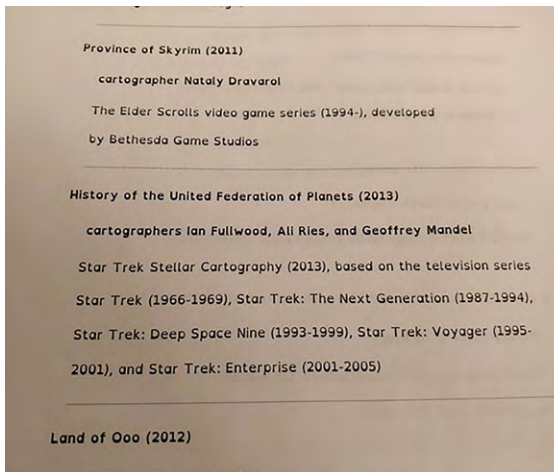 Province of Skyrim (2011)
cartographer Nataly Dravarol
The Elder Scrolls video game series (1994-), developed
by Bethesda Game Studios
History of the United Federation of Planets (2013)
cartographers Ian Fullwood, Ali Ries, and Geoffrey Mandel
Star Trek Stellar Cartography (2013), based on the television series
Star Trek (1966-1969), Star Trek: The Next Generation (1987-1994),
Star Trek: Deep Space Nine (1993-1999), Star Trek: Voyager (1995-
2001), and Star Trek: Enterprise (2001-2005)
Land of Ooo (2012)